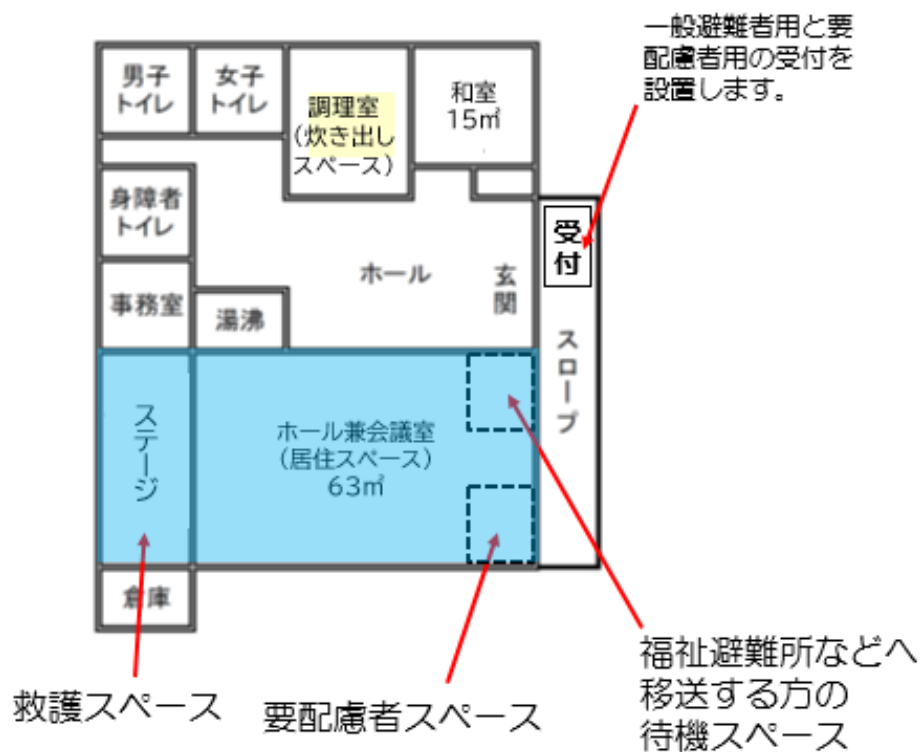 一般避難者用と要
配慮者用の受付を
設置します。
男子
トイレ
女子
トイレ
調理室
(炊き出し
スペース)
和室
15㎡
身障者
トイレ
受付
ホール
玄関
事務室
湯沸
スロープ
ステージ
ホール兼会議室
(居住スペース)
63㎡
倉庫
救護スペース
要配慮者スペース
福祉避難所などへ
移送する方の
待機スペース